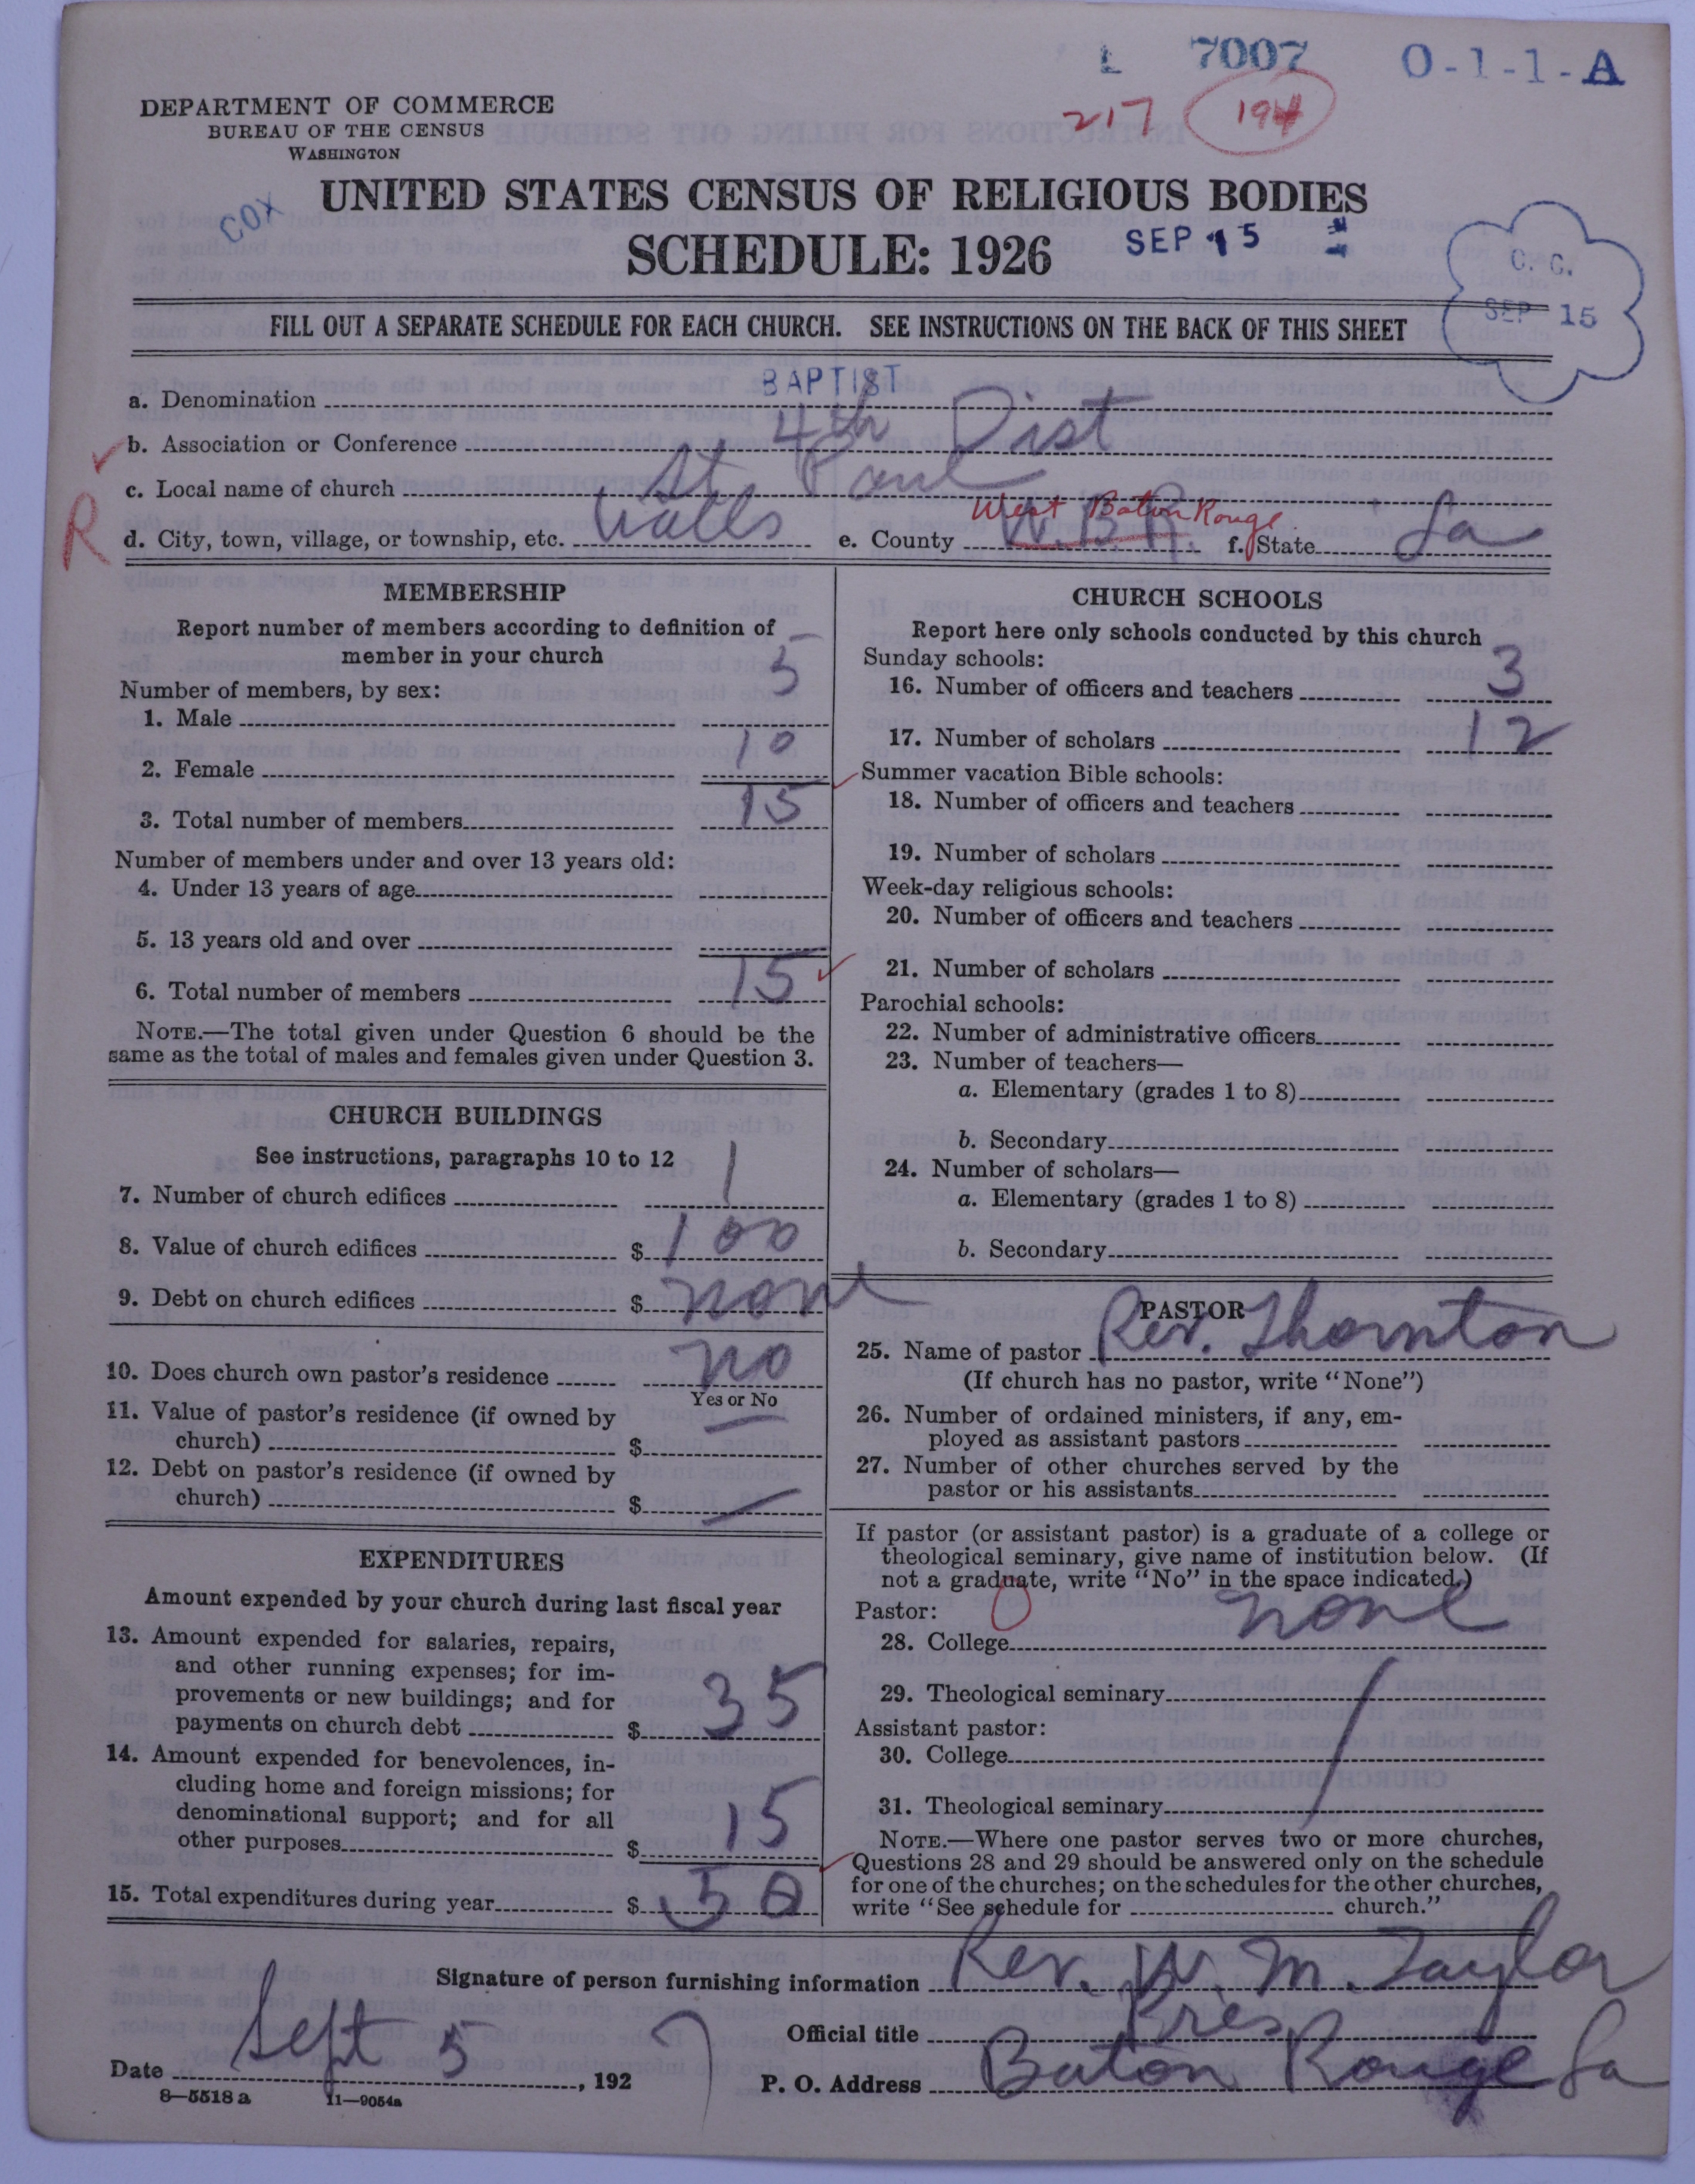 L 7007 O-1-1-A
217 194
DEPARTMENT OF COMMERCE
BUREAU OF THE CENSUS
WASHINGTON
COX
UNITED STATES CENSUS OF RELIGIOUS BODIES
SCHEDULE: 1926
SEP 15
C. C.
SEP 15
FILL OUT A SEPARATE SCHEDULE FOR EACH CHURCH. SEE INSTRUCTIONS ON THE BACK OF THIS SHEET
a. Denomination BAPTIST
b. Association or Conference 4th Dist
c. Local name of church St Paul
R
d. City, town, village, or township, etc. e. County W. B. R. West Baton Rouge f. State La
MEMBERSHIP
Report number of members according to definition of
member in your church
Number of members, by sex:
1. Male 5
2. Female 10
3. Total number of members 15
Number of members under and over 13 years old:
4. Under 13 years of age
5. 13 years old and over
6. Total number of members 15
NOTE.—The total given under Question 6 should be the
same as the total of males and females given under Question 3.
CHURCH BUILDINGS
See instructions, paragraphs 10 to 12
7. Number of church edifices 1
8. Value of church edifices $ 100
9. Debt on church edifices $ none
10. Does church own pastor's residence no
Yes or No
11. Value of pastor's residence (if owned by
church) $ —
12. Debt on pastor's residence (if owned by
church) $ —
EXPENDITURES
Amount expended by your church during last fiscal year
13. Amount expended for salaries, repairs,
and other running expenses; for im-
provements or new buildings; and for
payments on church debt $ 35
14. Amount expended for benevolences, in-
cluding home and foreign missions; for
denominational support; and for all
other purposes $ 15
15. Total expenditures during year $ 50
CHURCH SCHOOLS
Report here only schools conducted by this church
Sunday schools:
16. Number of officers and teachers 3
17. Number of scholars 12
Summer vacation Bible schools:
18. Number of officers and teachers
19. Number of scholars
Week-day religious schools:
20. Number of officers and teachers
21. Number of scholars
Parochial schools:
22. Number of administrative officers
23. Number of teachers—
a. Elementary (grades 1 to 8)
b. Secondary
24. Number of scholars—
a. Elementary (grades 1 to 8)
b. Secondary
PASTOR
25. Name of pastor Rev. Thornton
(If church has no pastor, write "None")
26. Number of ordained ministers, if any, em-
ployed as assistant pastors
27. Number of other churches served by the
pastor or his assistants
If pastor (or assistant pastor) is a graduate of a college or
theological seminary, give name of institution below. (If
not a graduate, write "No" in the space indicated.)
Pastor: 0
28. College none
29. Theological seminary
Assistant pastor:
30. College
31. Theological seminary
NOTE.—Where one pastor serves two or more churches,
Questions 28 and 29 should be answered only on the schedule
for one of the churches; on the schedules for the other churches,
write "See schedule for church."
Signature of person furnishing information Rev. W. M. Taylor
Official title Pres
Date Sept 5, 1927
P. O. Address Baton Rouge La
8—5518 a 11—9054a